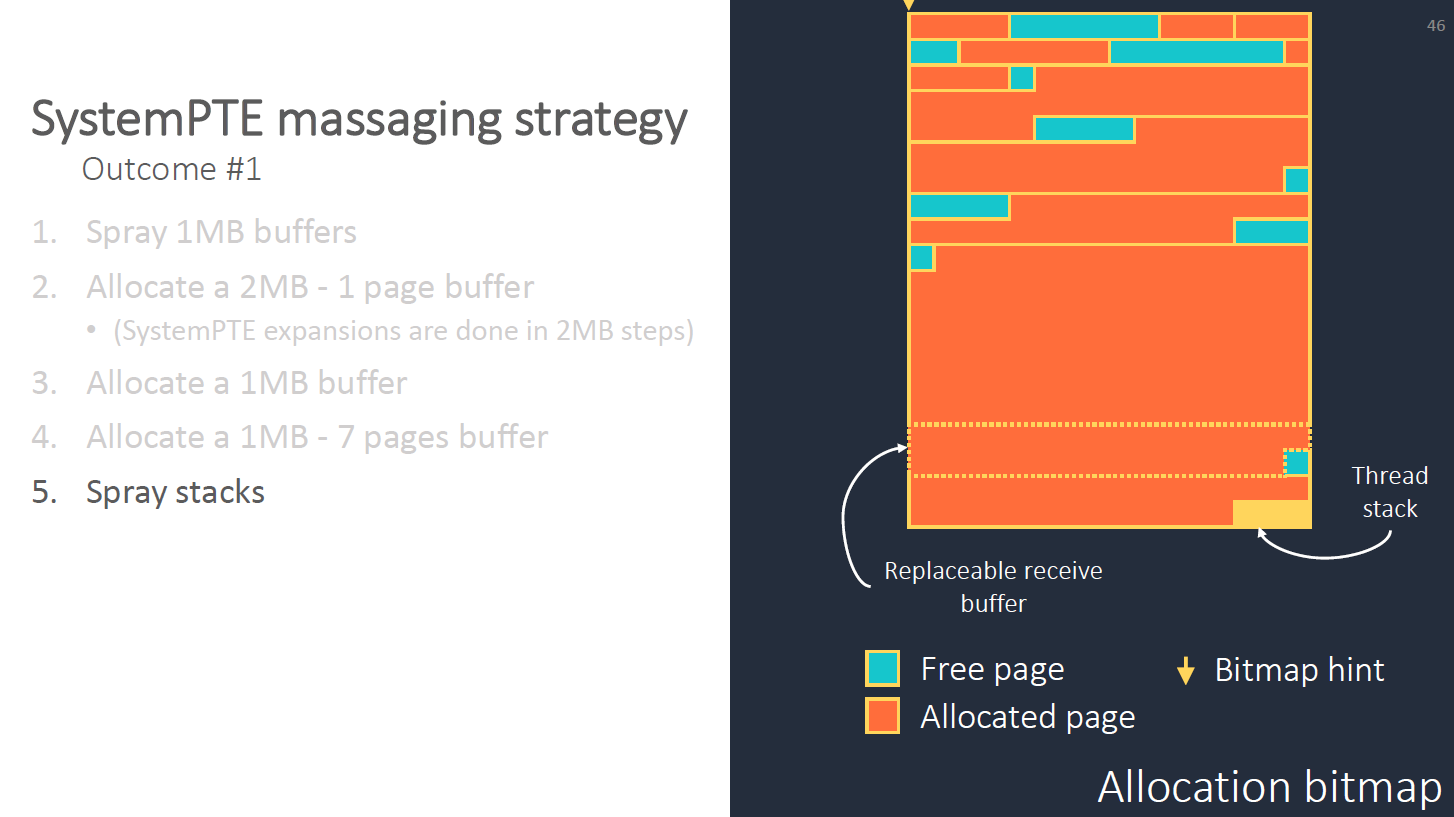 46
SystemPTE massaging strategy
Outcome #1
1. Spray 1MB buffers
2. Allocate a 2MB - 1 page buffer
• (SystemPTE expansions are done in 2MB steps)
3. Allocate a 1MB buffer
4. Allocate a 1MB - 7 pages buffer
5. Spray stacks
Thread
stack
Replaceable receive
buffer
Free page
Bitmap hint
Allocated page
Allocation bitmap